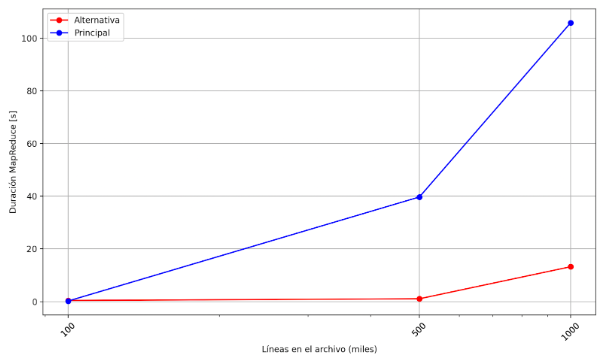 Alternativa
Principal
100
80
60
40
20
0
Duración MapReduce [s]
100
500
1000
Líneas en el archivo (miles)